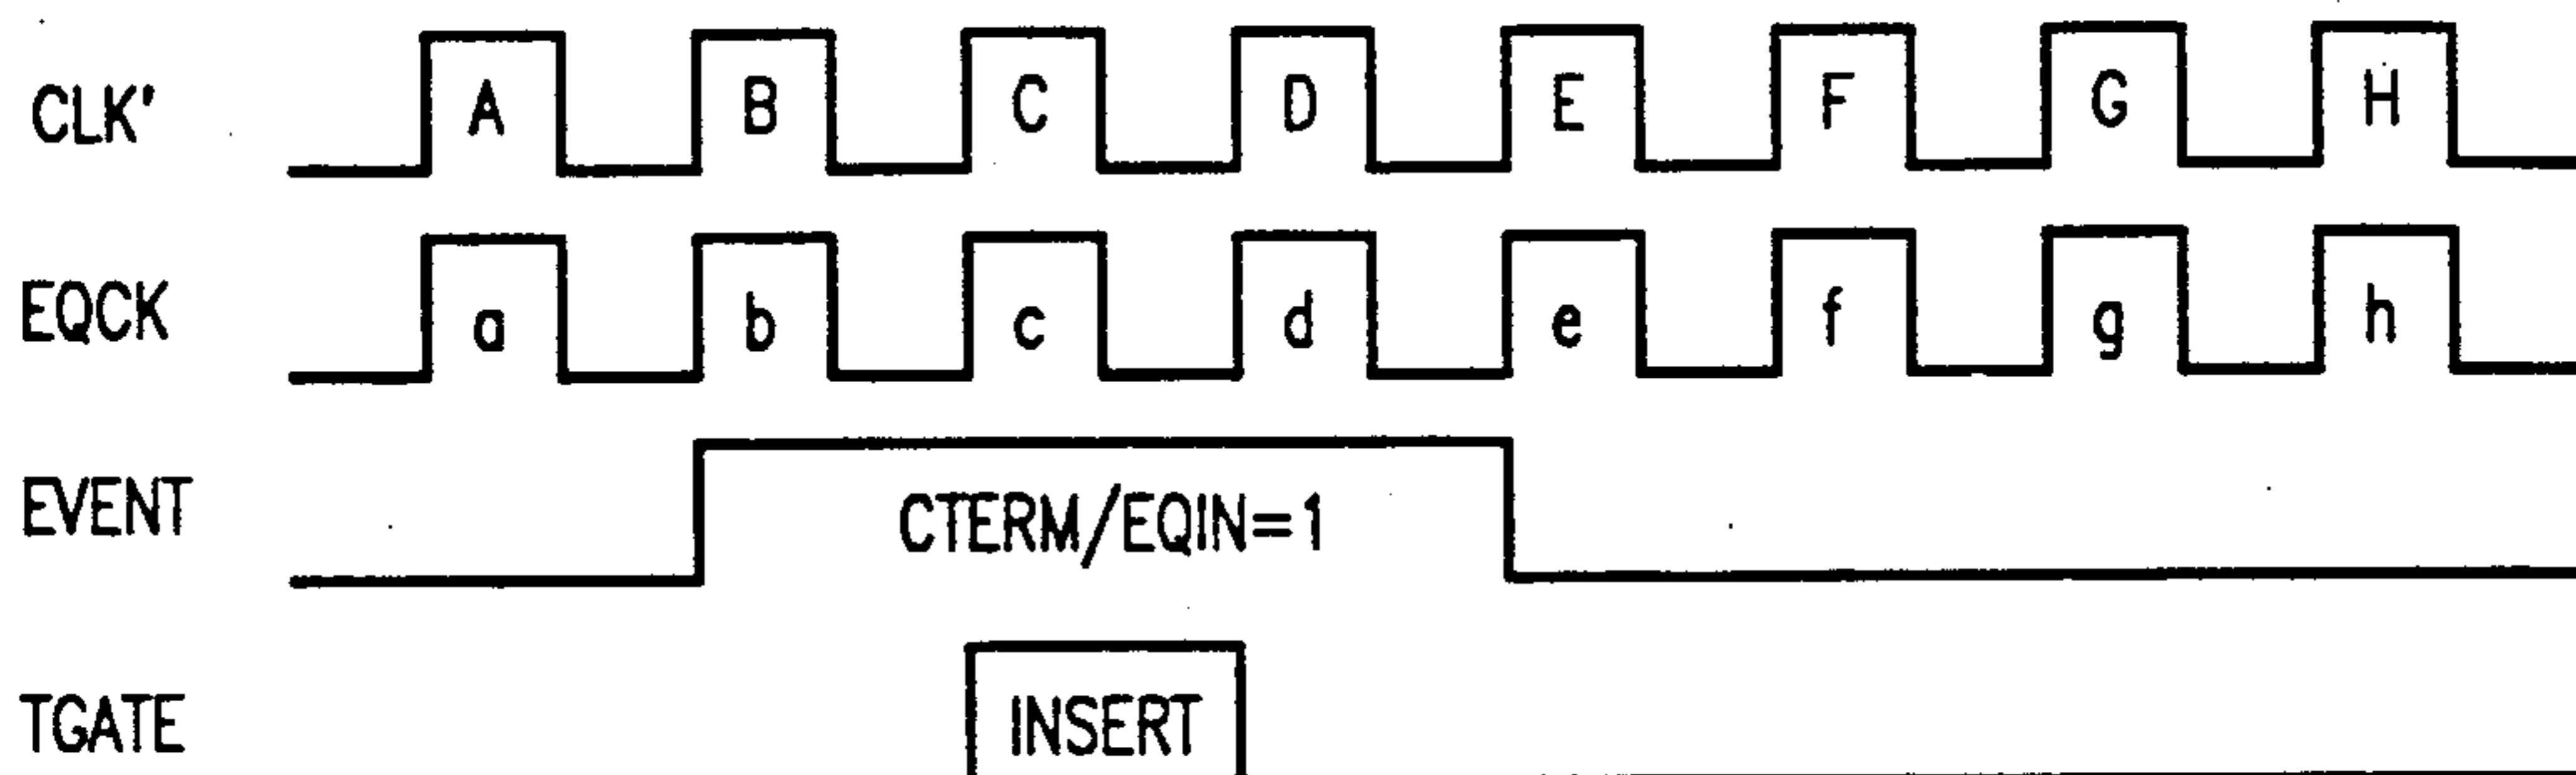 CLK' A B C D E F G H
EQCK a b c d e f g h
EVENT CTERM/EQIN=1
TGATE INSERT